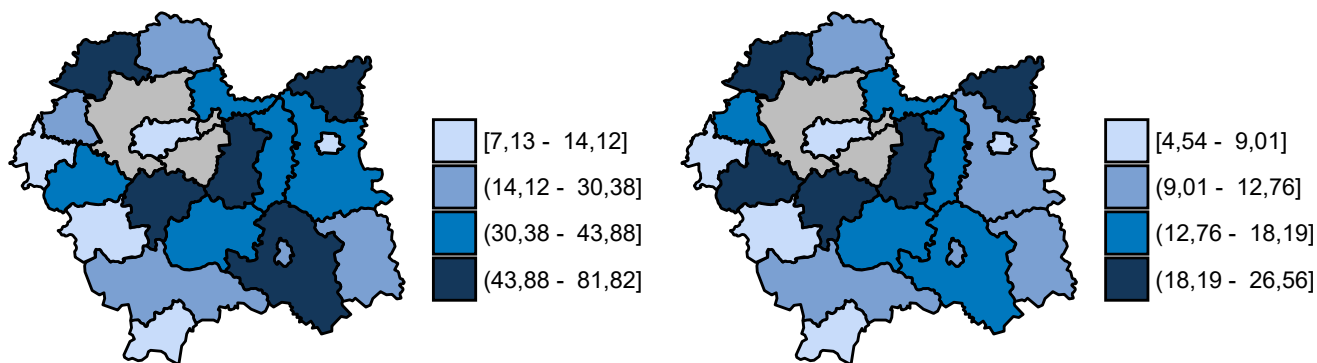 [7,13 - 14,12]
(14,12 - 30,38]
(30,38 - 43,88]
(43,88 - 81,82]
[4,54 - 9,01]
(9,01 - 12,76]
(12,76 - 18,19]
(18,19 - 26,56]